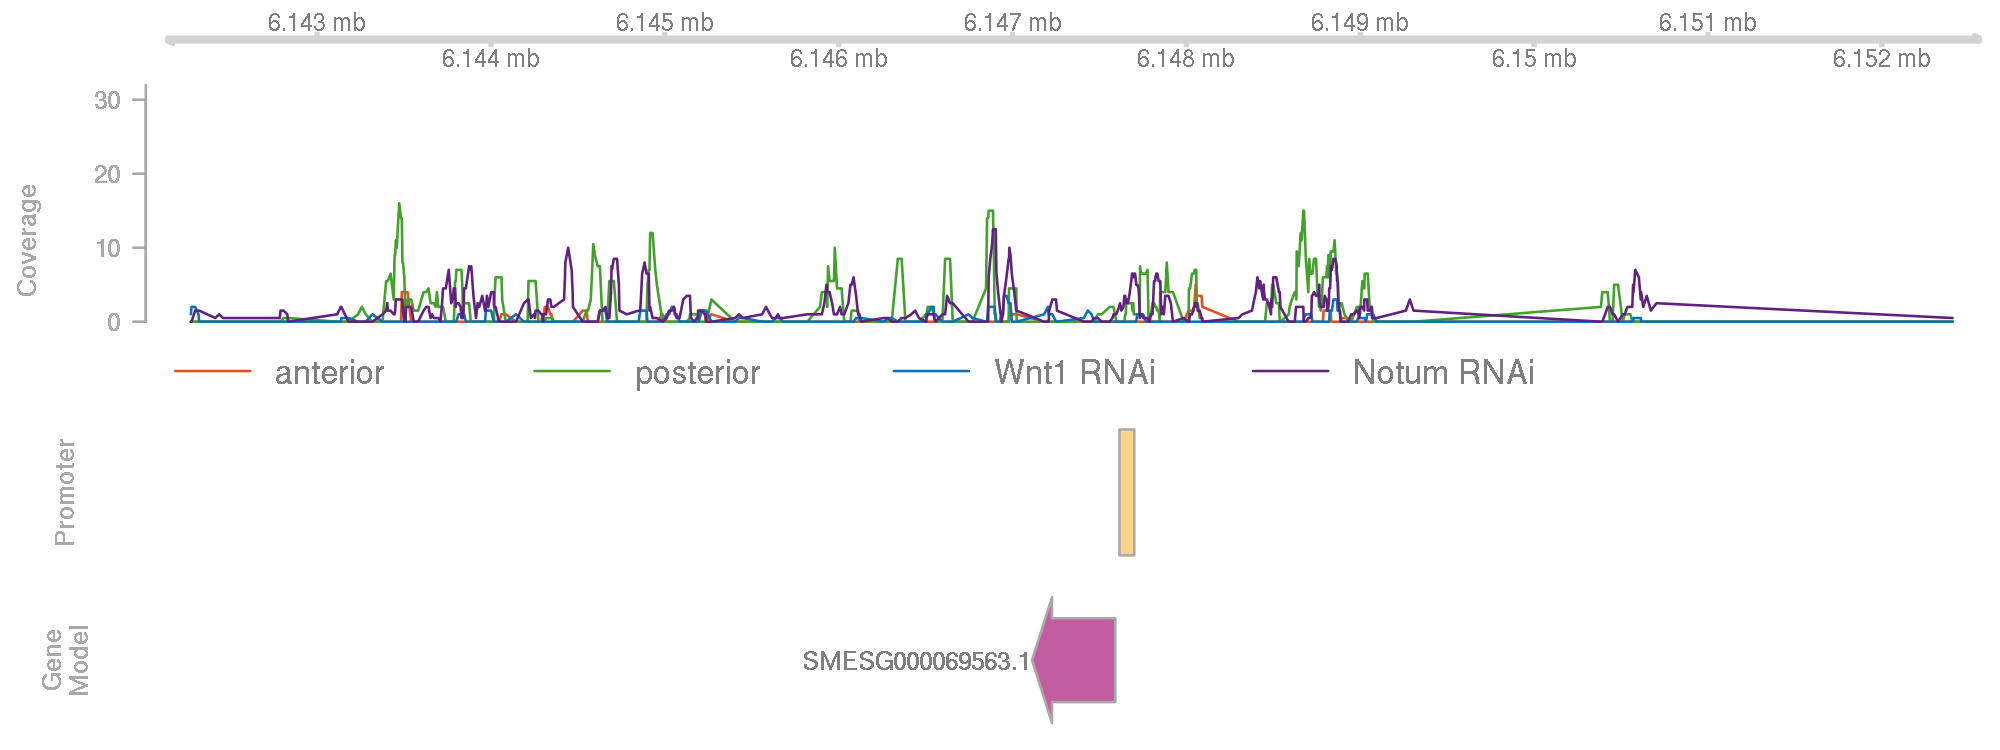 6.143 mb 6.145 mb 6.147 mb 6.149 mb 6.151 mb
6.144 mb 6.146 mb 6.148 mb 6.15 mb 6.152 mb
30
20
10
0
Coverage
anterior posterior Wnt1 RNAi Notum RNAi
Promoter
Gene
Model
SMESG000069563.1